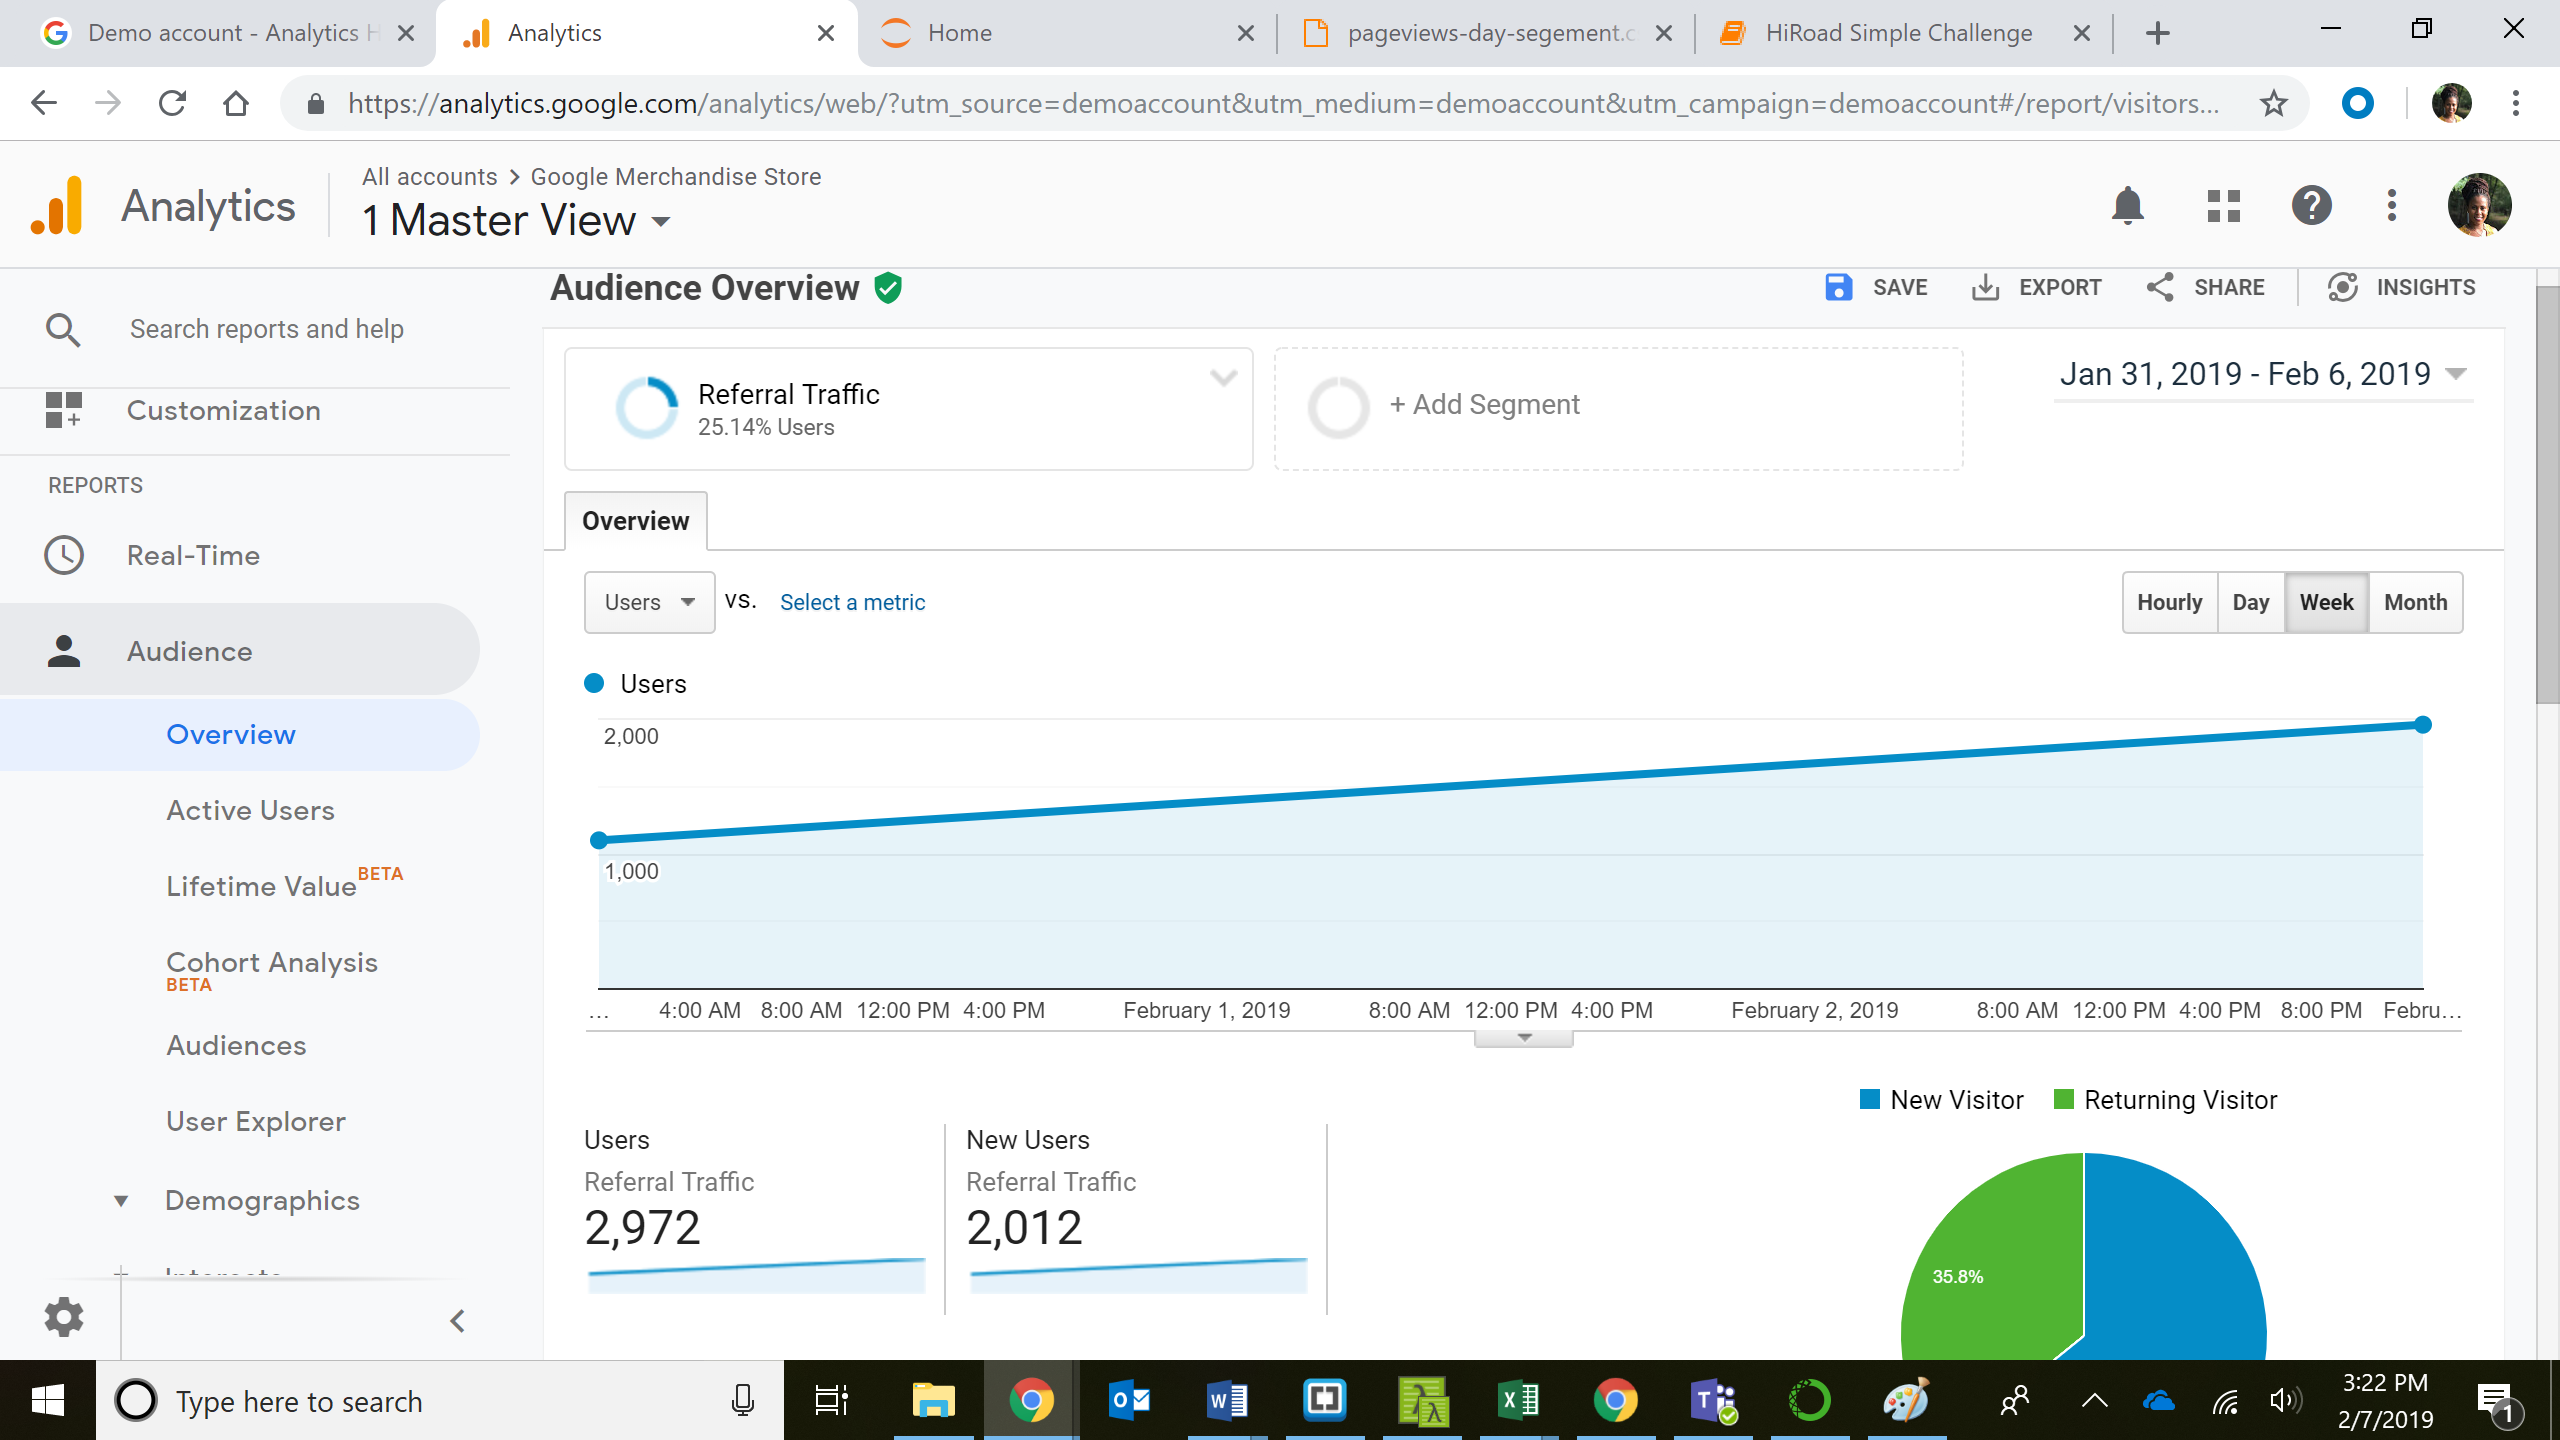 Demo account - Analytics H
Analytics
Home
pageviews-day-segement.c
HiRoad Simple Challenge
https://analytics.google.com/analytics/web/?utm_source=demoaccount&utm_medium=demoaccount&utm_campaign=demoaccount#/report/visitors...
Analytics
All accounts > Google Merchandise Store
1 Master View
Search reports and help
Customization
REPORTS
Real-Time
Audience
Overview
Active Users
Lifetime Value BETA
Cohort Analysis
BETA
Audiences
User Explorer
Demographics
Interests
Audience Overview
SAVE
EXPORT
SHARE
INSIGHTS
Referral Traffic
25.14% Users
+ Add Segment
Jan 31, 2019 - Feb 6, 2019
Overview
Users
VS.
Select a metric
Hourly
Day
Week
Month
Users
2,000
1,000
... 4:00 AM 8:00 AM 12:00 PM 4:00 PM February 1, 2019 8:00 AM 12:00 PM 4:00 PM February 2, 2019 8:00 AM 12:00 PM 4:00 PM 8:00 PM Febru...
New Visitor
Returning Visitor
Users
Referral Traffic
2,972
New Users
Referral Traffic
2,012
35.8%
Type here to search
3:22 PM
2/7/2019
1